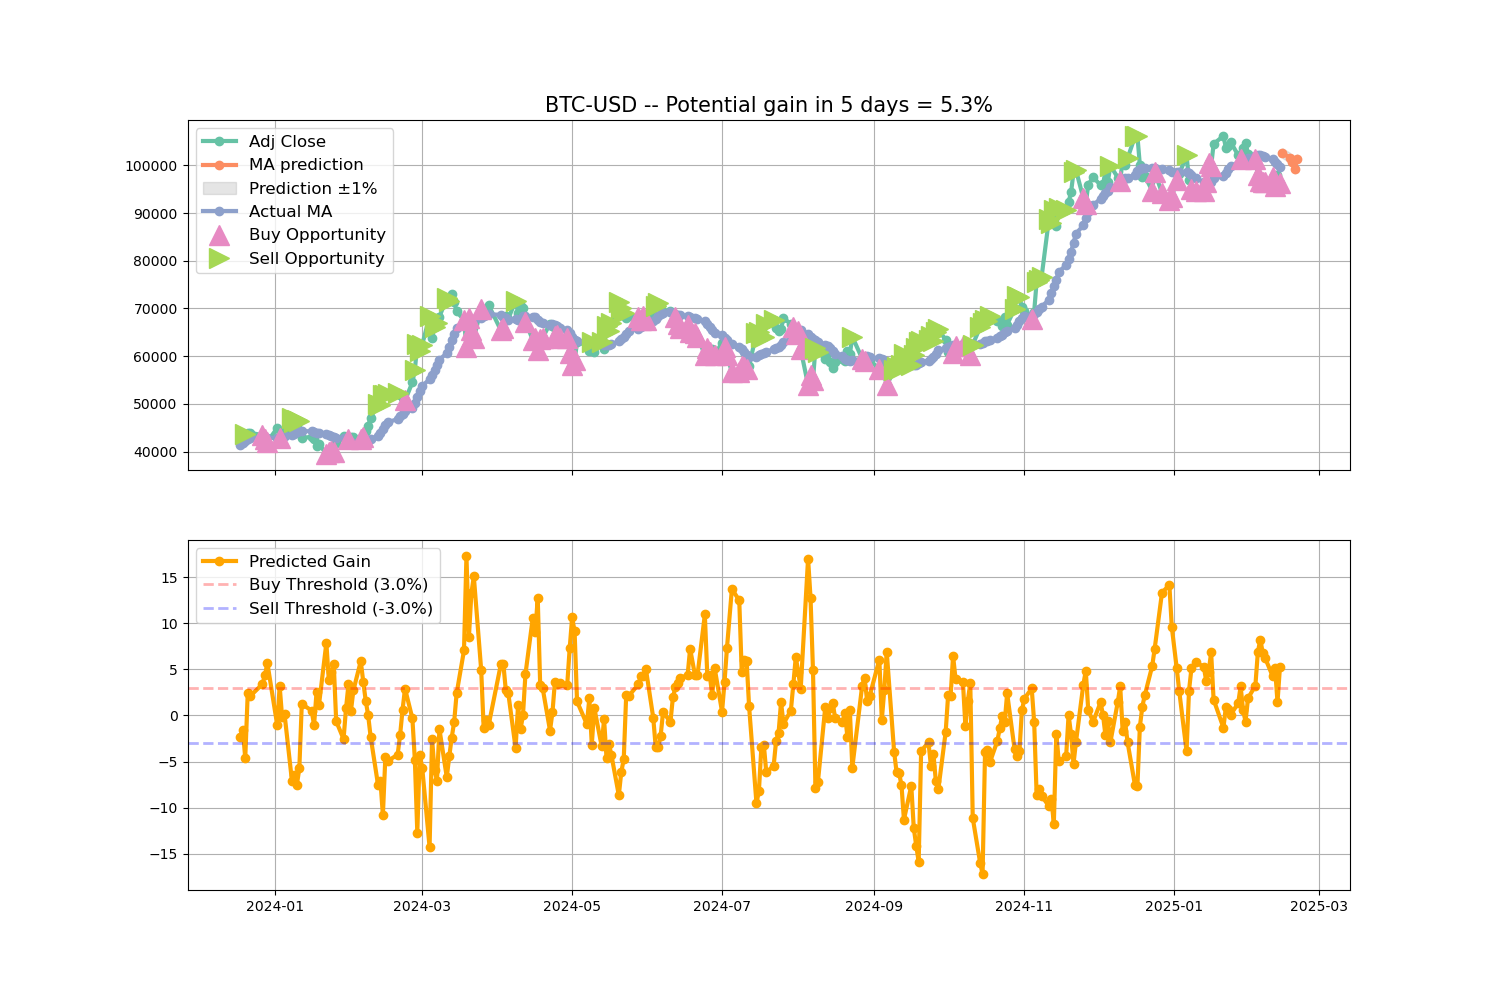 BTC-USD -- Potential gain in 5 days = 5.3%
Adj Close
MA prediction
Prediction ±1%
Actual MA
Buy Opportunity
Sell Opportunity
100000
90000
80000
70000
60000
50000
40000
Predicted Gain
Buy Threshold (3.0%)
Sell Threshold (-3.0%)
15
10
5
0
−5
−10
−15
2024-01 2024-03 2024-05 2024-07 2024-09 2024-11 2025-01 2025-03